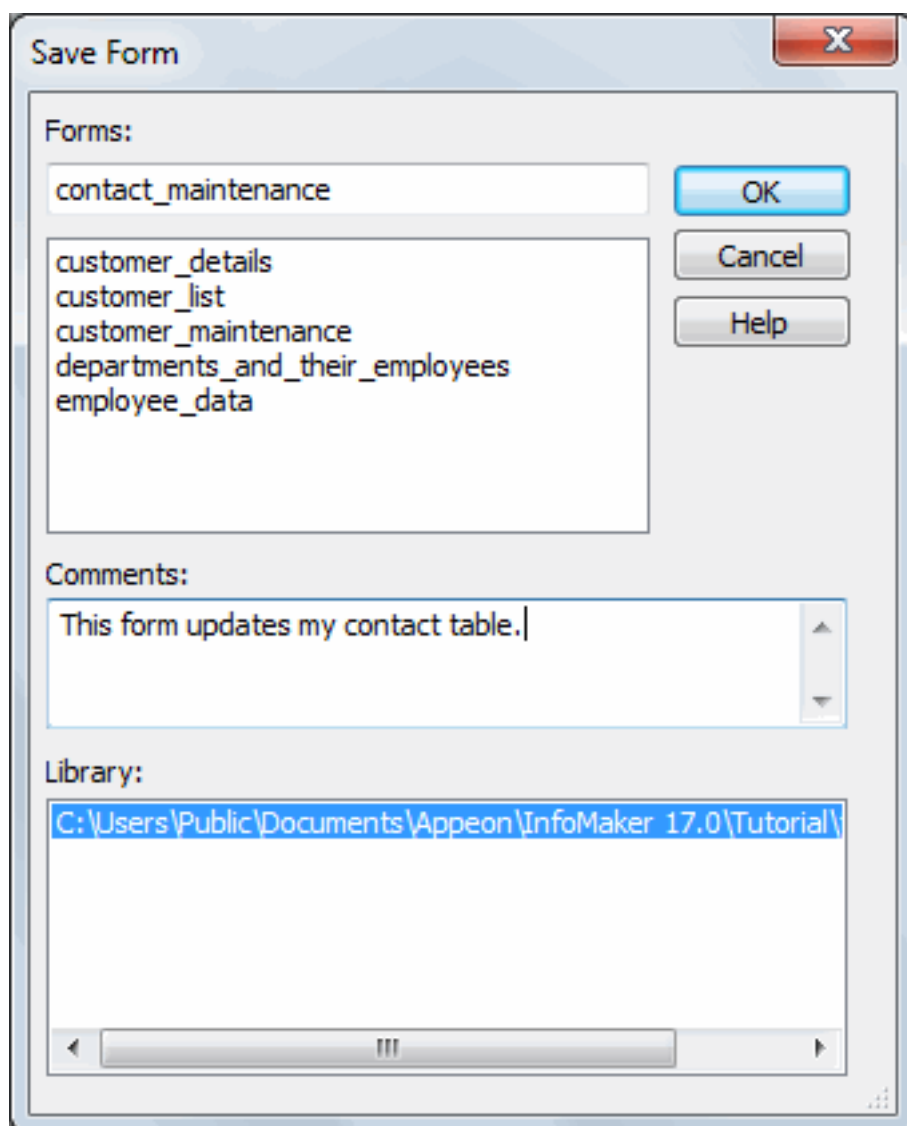 Save Form
Forms:
contact_maintenance
OK
customer_details
customer_list
customer_maintenance
departments_and_their_employees
employee_data
Cancel
Help
Comments:
This form updates my contact table.
Library:
C:\Users\Public\Documents\Appeon\InfoMaker 17.0\Tutorial\